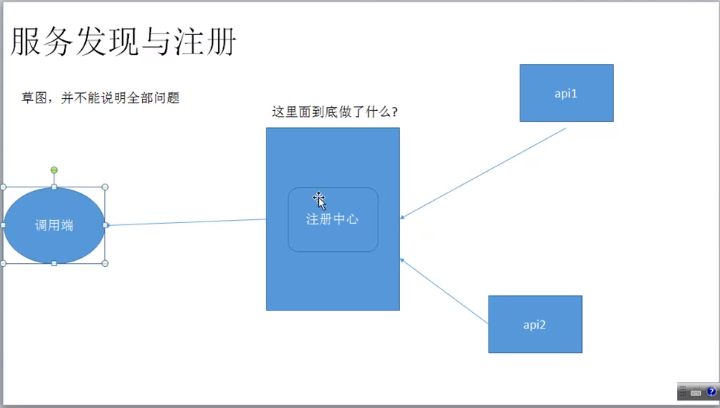 服务发现与注册
草图，并不能说明全部问题
这里面到底做了什么?
api1
调用端
注册中心
api2